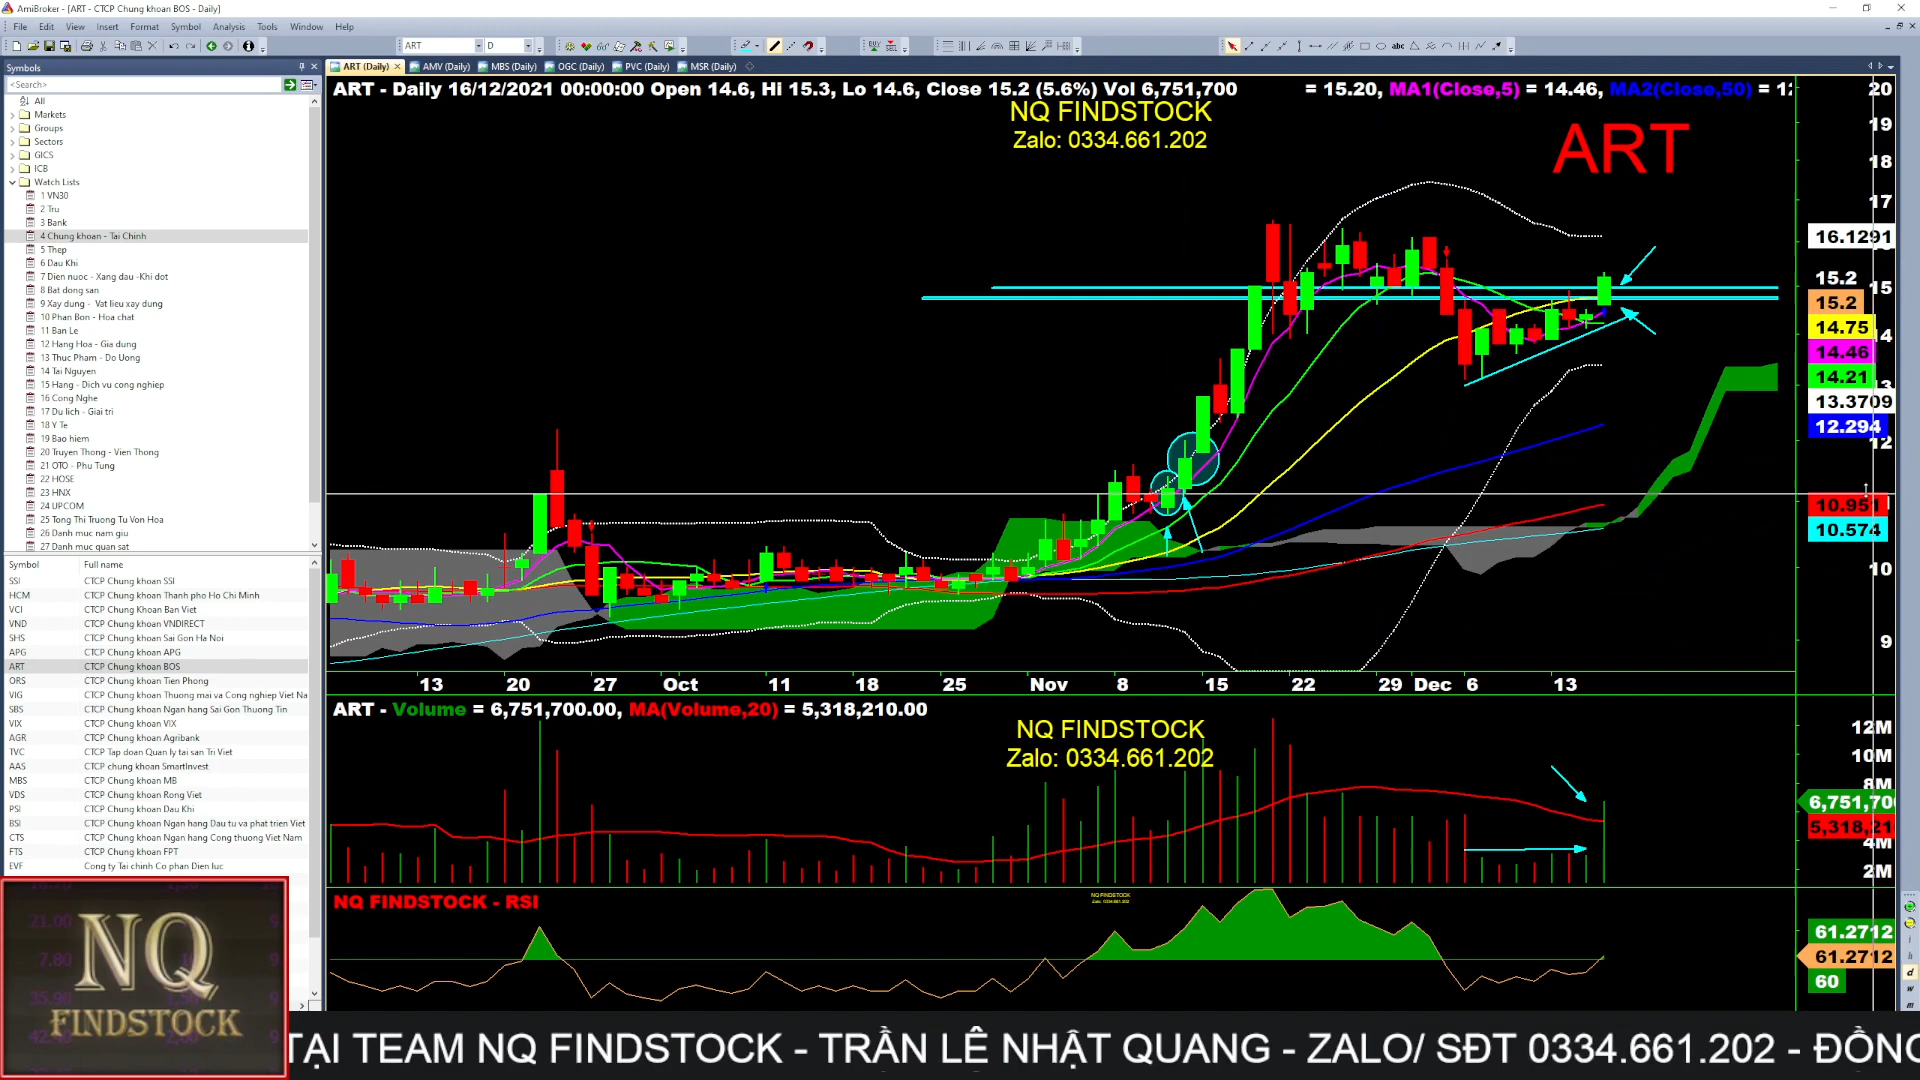 AmiBroker - [ART - CTCP Chung khoan BOS - Daily]
File Edit View Insert Format Symbol Analysis Tools Window Help
ART D
Symbols
ART (Daily) AMV (Daily) MBS (Daily) OGC (Daily) PVC (Daily) MSR (Daily)
<Search>
All
Markets
Groups
Sectors
GICS
ICB
Watch Lists
1 VN30
2 Tru
3 Bank
4 Chung khoan - Tai Chinh
5 Thep
6 Dau Khi
7 Dien nuoc - Xang dau -Khi dot
8 Bat dong san
9 Xay dung - Vat lieu xay dung
10 Phan Bon - Hoa chat
11 Ban Le
12 Hang Hoa - Gia dung
13 Thuc Pham - Do Uong
14 Tai Nguyen
15 Hang - Dich vu cong nghiep
16 Cong Nghe
17 Du lich - Giai tri
18 Y Te
19 Bao hiem
20 Truyen Thong - Vien Thong
21 OTO - Phu Tung
22 HOSE
23 HNX
24 UPCOM
25 Tong Thi Truong Tu Von Hoa
26 Danh muc nam giu
27 Danh muc quan sat
Symbol Full name
SSI CTCP Chung khoan SSI
HCM CTCP Chung khoan Thanh pho Ho Chi Minh
VCI CTCP Chung Khoan Ban Viet
VND CTCP Chung khoan VNDIRECT
SHS CTCP Chung khoan Sai Gon Ha Noi
APG CTCP Chung khoan APG
ART CTCP Chung khoan BOS
ORS CTCP Chung khoan Tien Phong
VIG CTCP Chung khoan Thuong mai va Cong nghiep Viet Na
SBS CTCP Chung khoan Ngan hang Sai Gon Thuong Tin
VIX CTCP Chung khoan VIX
AGR CTCP Chung khoan Agribank
TVC CTCP Tap doan Quan ly tai san Tri Viet
AAS CTCP chung khoan SmartInvest
MBS CTCP Chung khoan MB
VDS CTCP Chung khoan Rong Viet
PSI CTCP Chung khoan Dau Khi
BSI CTCP Chung khoan Ngan hang Dau tu va phat trien Viet
CTS CTCP Chung khoan Ngan hang Cong thuong Viet Nam
FTS CTCP Chung khoan FPT
EVF Cong ty Tai chinh Co phan Dien luc
ART - Daily 16/12/2021 00:00:00 Open 14.6, Hi 15.3, Lo 14.6, Close 15.2 (5.6%) Vol 6,751,700 = 15.20, MA1(Close,5) = 14.46, MA2(Close,50) = 12
NQ FINDSTOCK
Zalo: 0334.661.202
ART
20
19
18
17
16.1291
15.2
15
15.2
14.75
14
14.46
14.21
13
13.3709
12.294
12
10.951
10.574
10
9
13 20 27 Oct 11 18 25 Nov 8 15 22 29 Dec 6 13
ART - Volume = 6,751,700.00, MA(Volume,20) = 5,318,210.00
NQ FINDSTOCK
Zalo: 0334.661.202
12M
10M
8M
6,751,70
5,318,21
4M
2M
NQ FINDSTOCK - RSI
NQ FINDSTOCK
Zalo: 0334.661.202
61.2712
61.2712
60
NQ
FINDSTOCK
TẠI TEAM NQ FINDSTOCK - TRẦN LÊ NHẬT QUANG - ZALO/ SĐT 0334.661.202 - ĐỒNG